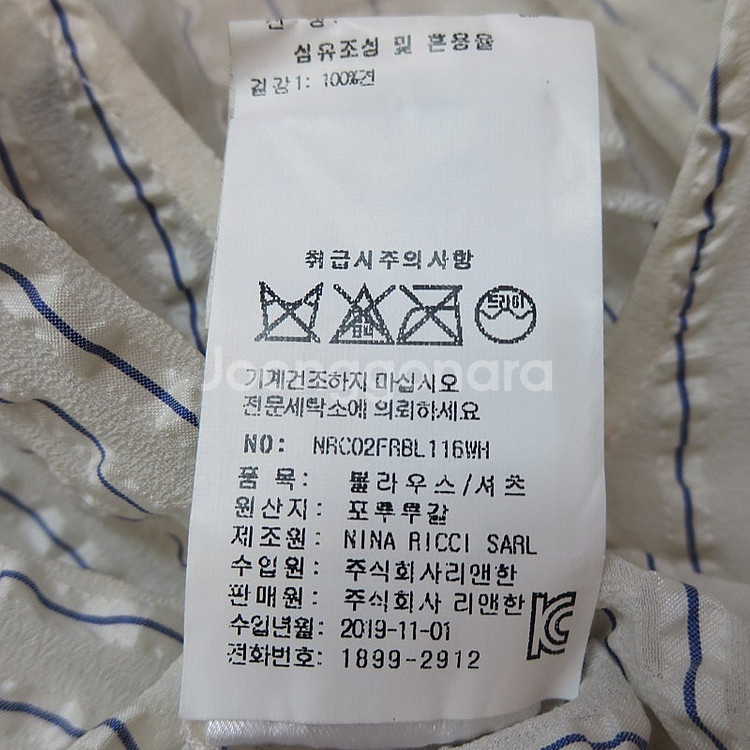 섬유조성 및 혼용율
겉감1: 100%견
취급시주의사항
드라이
기계건조하지 마십시오
전문세탁소에 의뢰하세요
Joonggonara
NO: NRC02FRBL116WH
품 목: 블라우스/셔츠
원산지: 포루투갈
제조원: NINA RICCI SARL
수입원: 주식회사리앤한
판매원: 주식회사 리앤한
수입년월: 2019-11-01
전화번호: 1899-2912